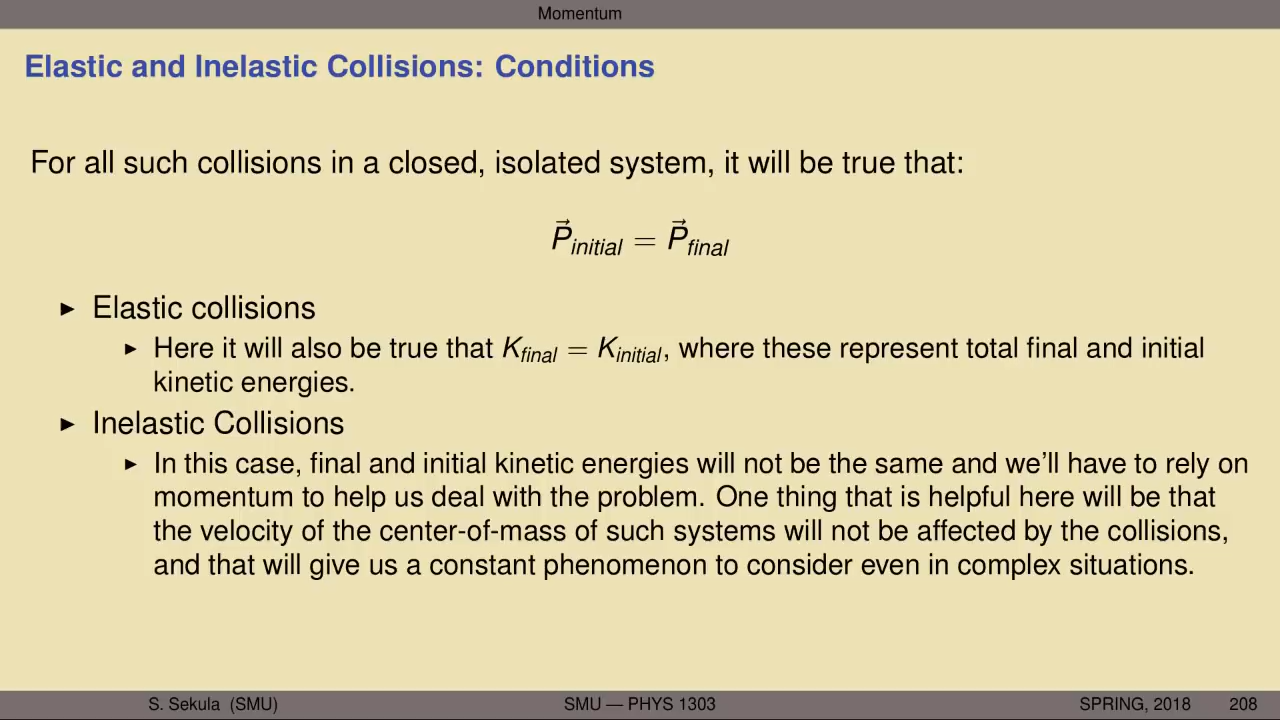 Momentum
Elastic and Inelastic Collisions: Conditions
For all such collisions in a closed, isolated system, it will be true that:
$\vec{P}_{initial} = \vec{P}_{final}$
► Elastic collisions
► Here it will also be true that $K_{final} = K_{initial}$, where these represent total final and initial
kinetic energies.
► Inelastic Collisions
► In this case, final and initial kinetic energies will not be the same and we'll have to rely on
momentum to help us deal with the problem. One thing that is helpful here will be that
the velocity of the center-of-mass of such systems will not be affected by the collisions,
and that will give us a constant phenomenon to consider even in complex situations.
S. Sekula (SMU) SMU — PHYS 1303 SPRING, 2018 208